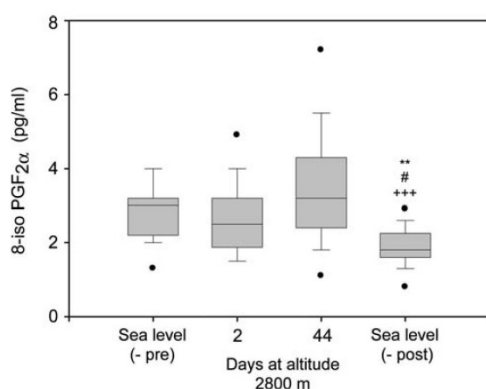 8-iso PGF2α (pg/ml)
8
6
4
2
0
**
#
+++
Sea level 2 44 Sea level
(- pre) Days at altitude (- post)
2800 m